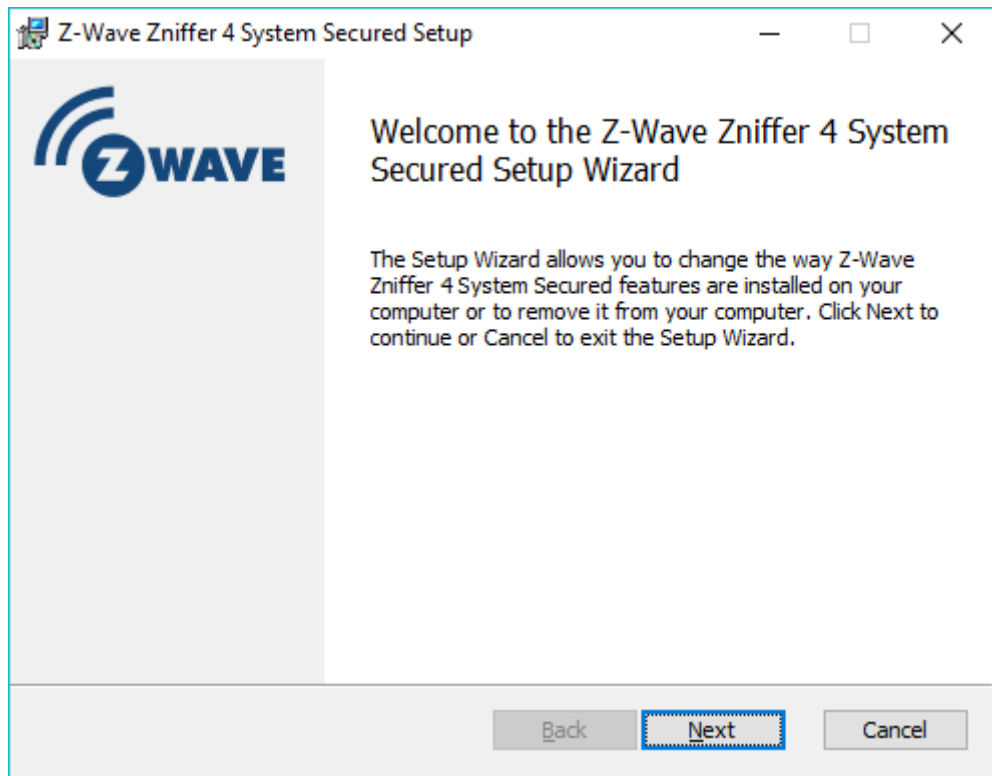 Z-Wave Zniffer 4 System Secured Setup
Z WAVE
Welcome to the Z-Wave Zniffer 4 System
Secured Setup Wizard
The Setup Wizard allows you to change the way Z-Wave
Zniffer 4 System Secured features are installed on your
computer or to remove it from your computer. Click Next to
continue or Cancel to exit the Setup Wizard.
Back Next Cancel